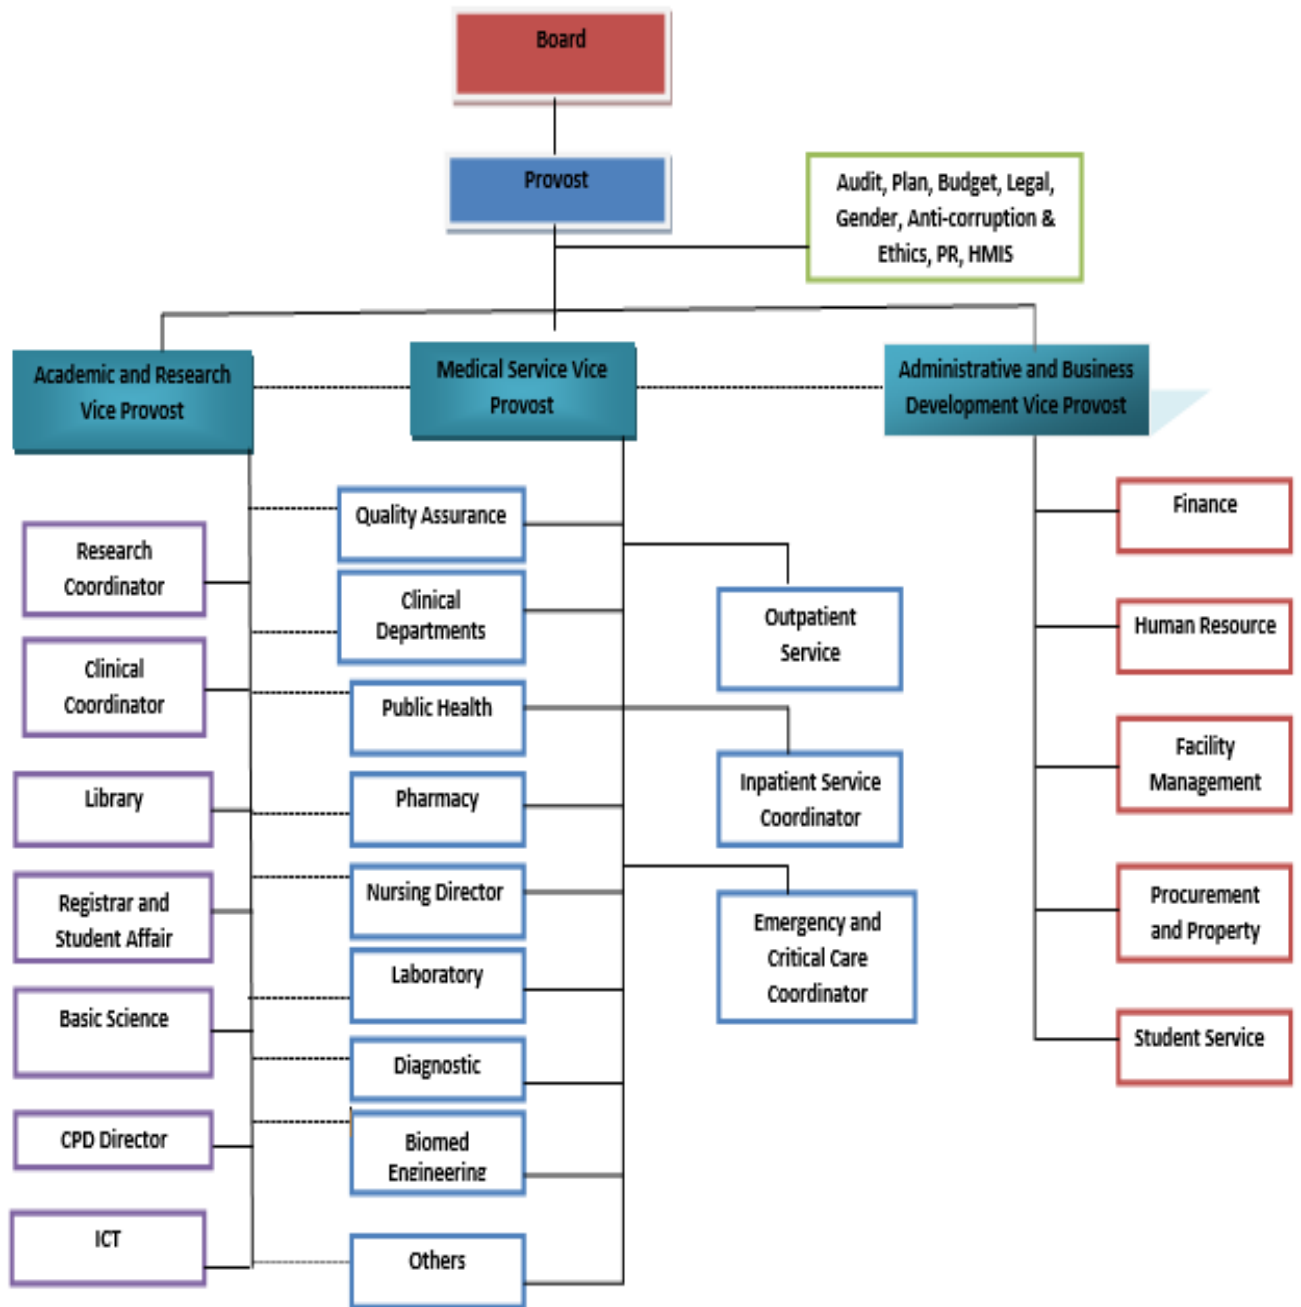 Board
Provost
Audit, Plan, Budget, Legal,
Gender, Anti-corruption &
Ethics, PR, HMIS
Academic and Research
Vice Provost
Medical Service Vice
Provost
Administrative and Business
Development Vice Provost
Research
Coordinator
Clinical
Coordinator
Library
Registrar and
Student Affair
Basic Science
CPD Director
ICT
Quality Assurance
Clinical
Departments
Public Health
Pharmacy
Nursing Director
Laboratory
Diagnostic
Biomed
Engineering
Others
Outpatient
Service
Inpatient Service
Coordinator
Emergency and
Critical Care
Coordinator
Finance
Human Resource
Facility
Management
Procurement
and Property
Student Service